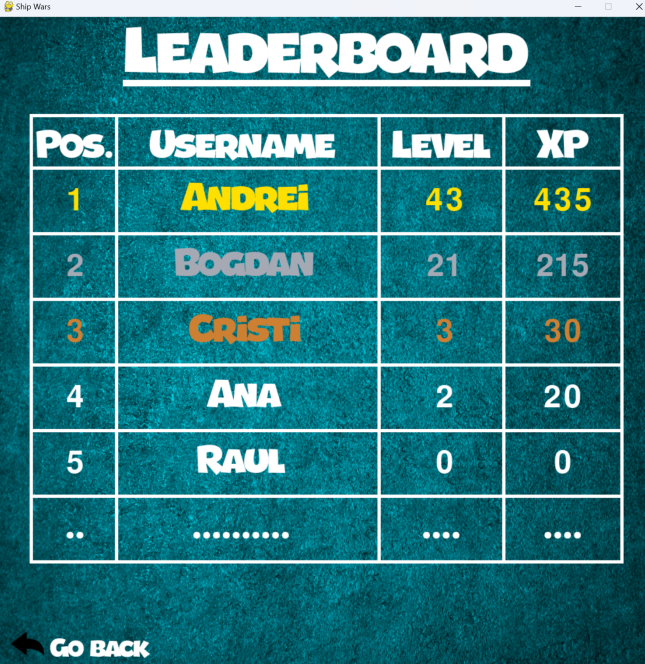 Ship Wars
Leaderboard
Pos. Username Level XP
1 Andrei 43 435
2 Bogdan 21 215
3 Cristi 3 30
4 Ana 2 20
5 Raul 0 0
.. .......... .... ....
Go back